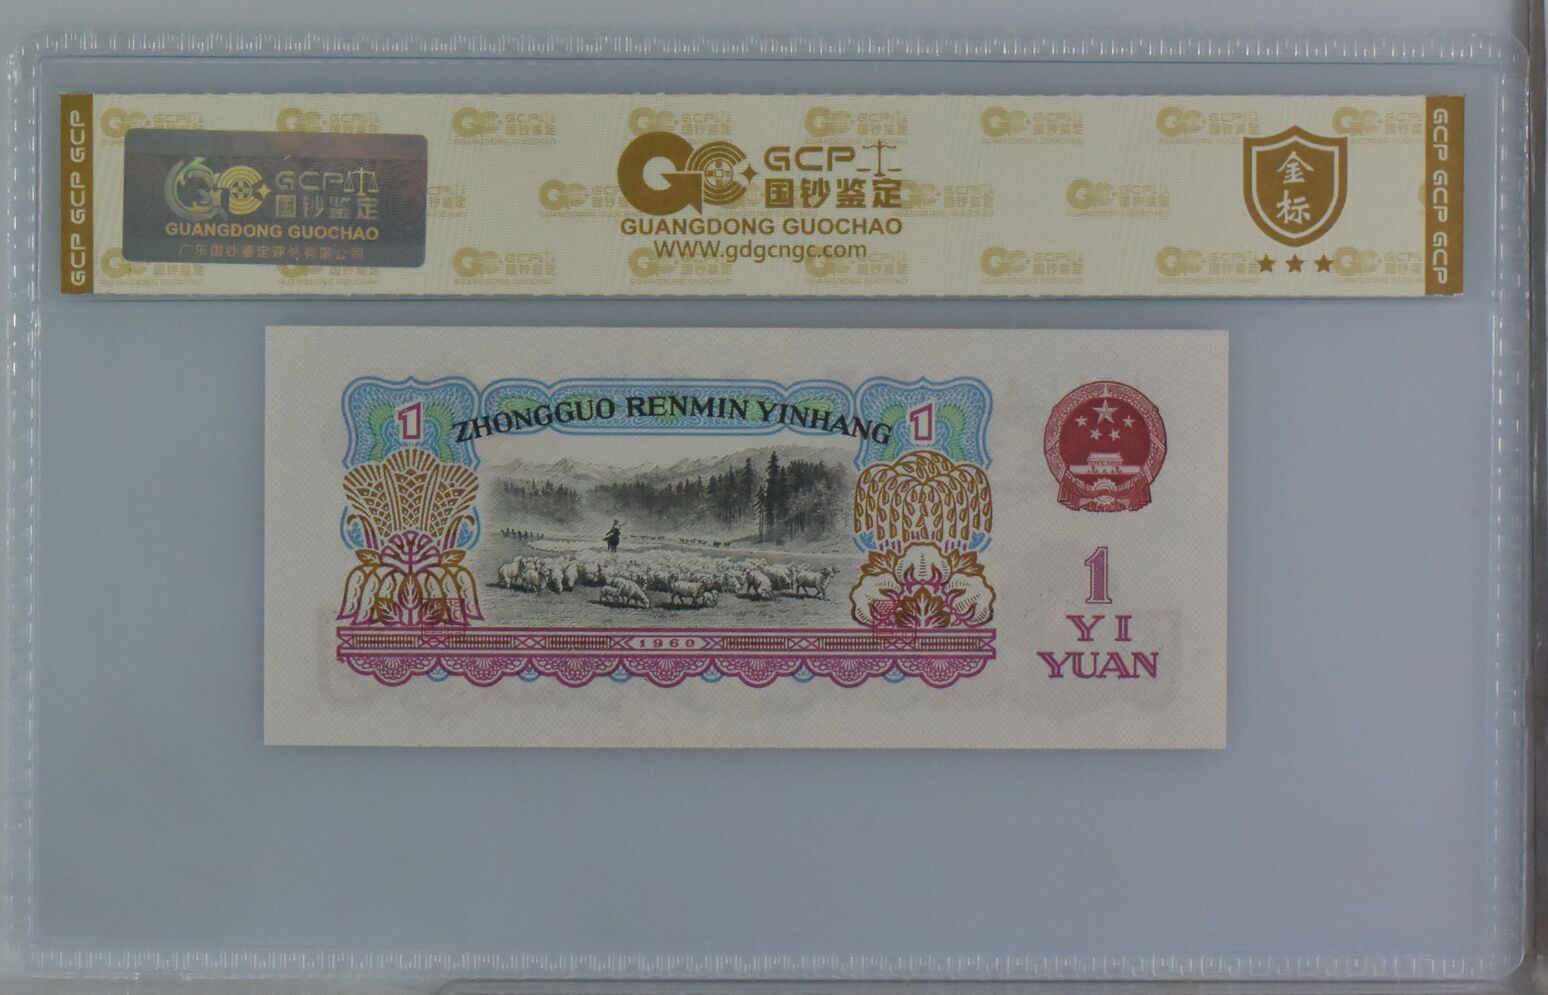 GCP GCP GCP
GCP
国钞鉴定
GUANGDONG GUOCHAO
广东国钞鉴定评估有限公司
GCP
国钞鉴定
GUANGDONG GUOCHAO
WWW.gdgcngc.com
金
标
GCP GCP GCP
ZHONGGUO RENMIN YINHANG
1
1
1960
1
YI
YUAN